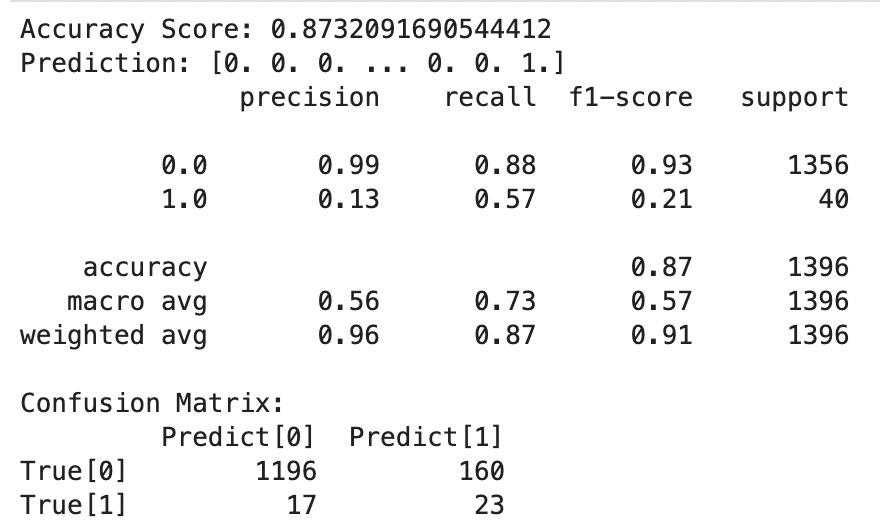 Accuracy Score: 0.8732091690544412
Prediction: [0. 0. 0. ... 0. 0. 1.]
precision recall f1-score support
0.0 0.99 0.88 0.93 1356
1.0 0.13 0.57 0.21 40
accuracy 0.87 1396
macro avg 0.56 0.73 0.57 1396
weighted avg 0.96 0.87 0.91 1396
Confusion Matrix:
Predict[0] Predict[1]
True[0] 1196 160
True[1] 17 23